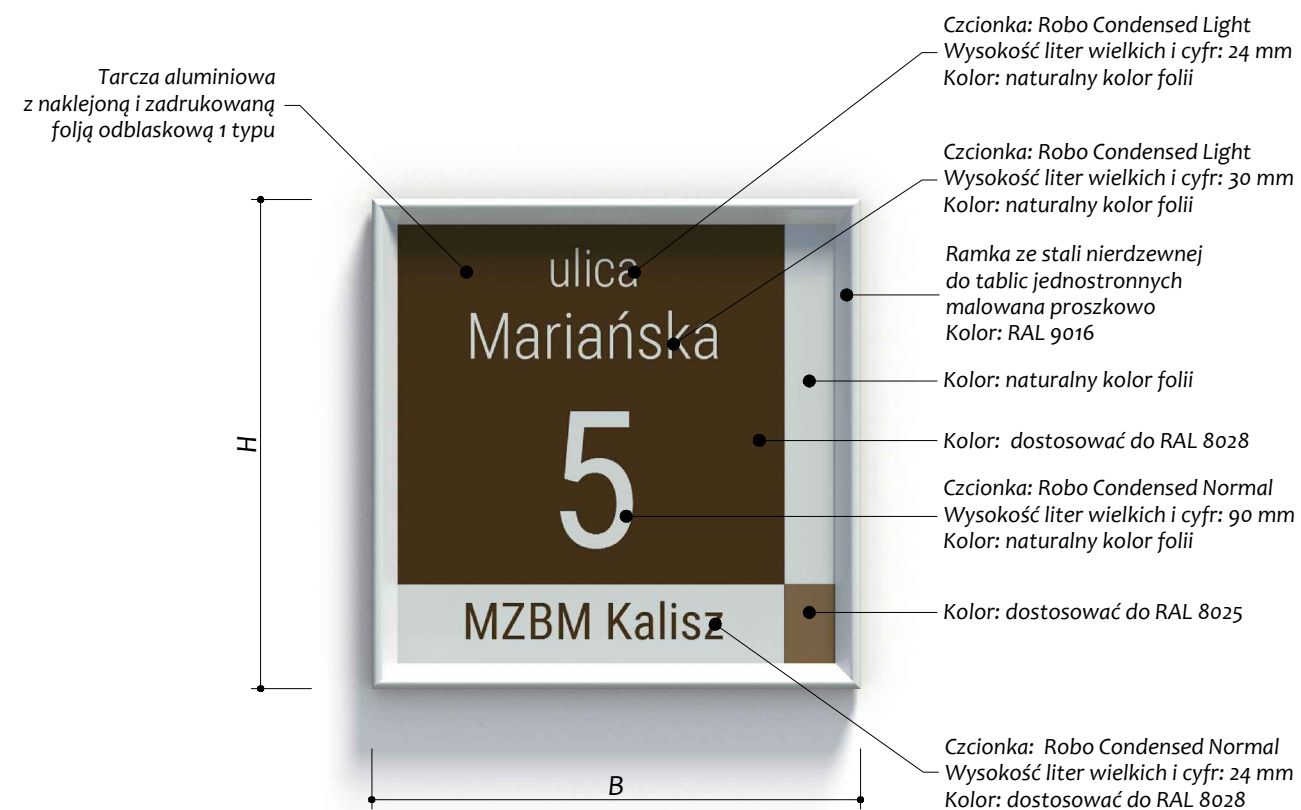 Czcionka: Robo Condensed Light
Wysokość liter wielkich i cyfr: 24 mm
Kolor: naturalny kolor folii
Tarcza aluminiowa
z naklejoną i zadrukowaną
folją odblaskową 1 typu
Czcionka: Robo Condensed Light
Wysokość liter wielkich i cyfr: 30 mm
Kolor: naturalny kolor folii
Ramka ze stali nierdzewnej
do tablic jednostronnych
malowana proszkowo
Kolor: RAL 9016
ulica
Mariańska
5
MZBM Kalisz
Kolor: naturalny kolor folii
Kolor: dostosować do RAL 8028
Czcionka: Robo Condensed Normal
Wysokość liter wielkich i cyfr: 90 mm
Kolor: naturalny kolor folii
Kolor: dostosować do RAL 8025
Czcionka: Robo Condensed Normal
Wysokość liter wielkich i cyfr: 24 mm
Kolor: dostosować do RAL 8028
H
B